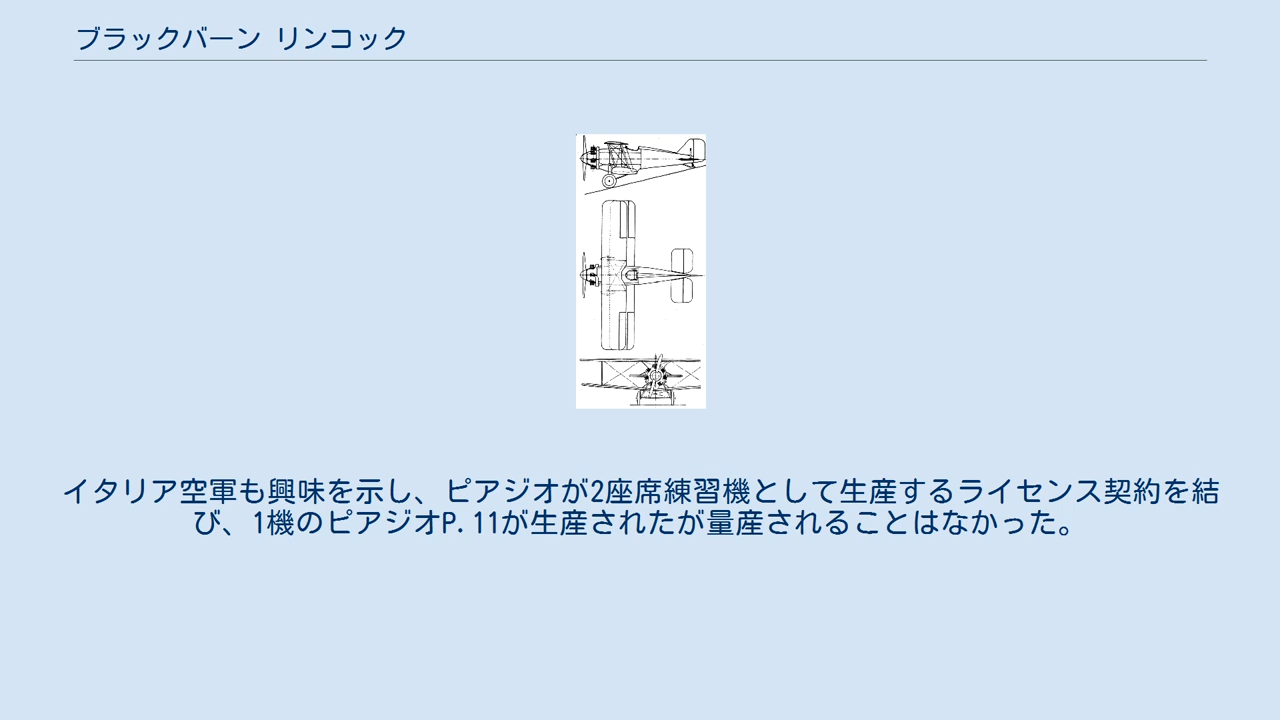 ブラックバーン リンコック
イタリア空軍も興味を示し、ピアジオが2座席練習機として生産するライセンス契約を結
び、1機のピアジオP.11が生産されたが量産されることはなかった。